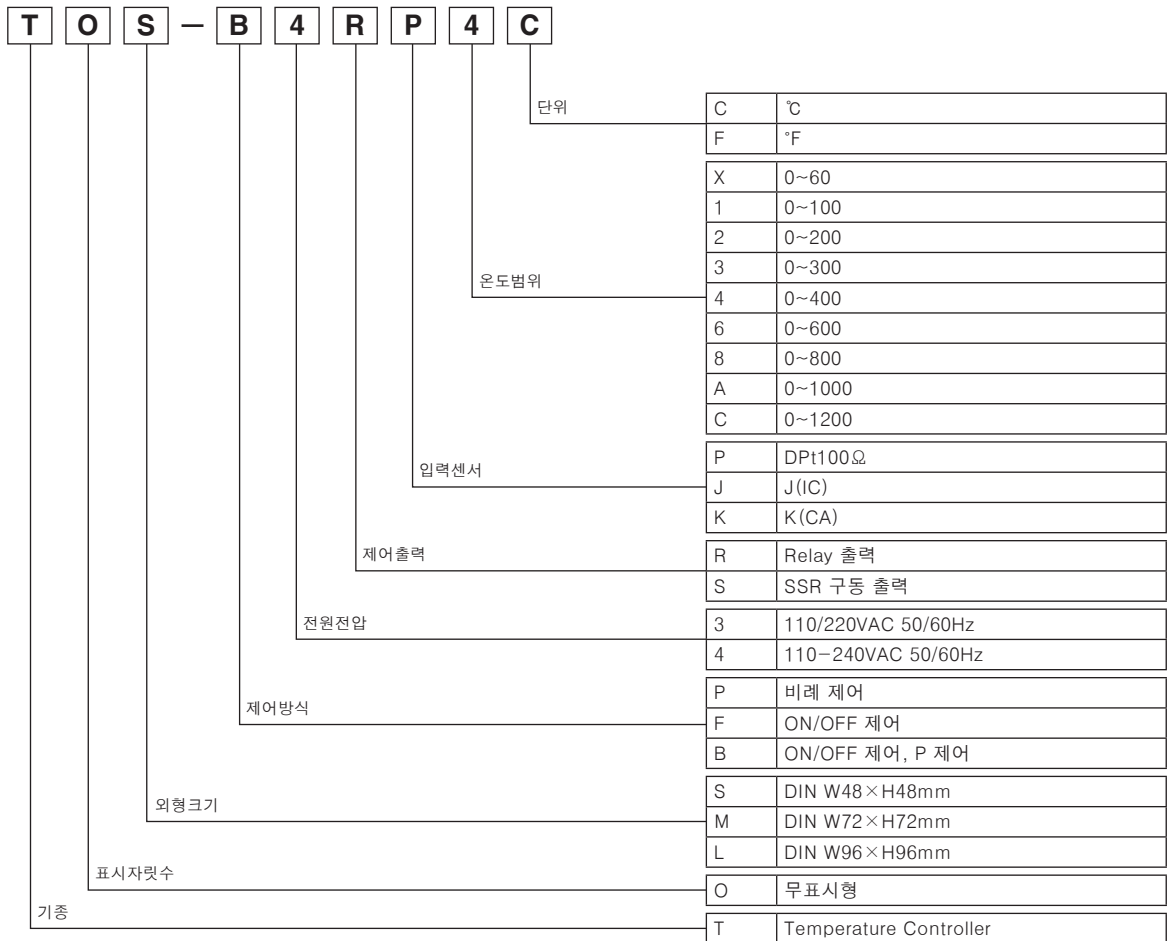 T O S - B 4 R P 4 C
단위
C ℃
F °F
X 0~60
1 0~100
2 0~200
3 0~300
온도범위
4 0~400
6 0~600
8 0~800
A 0~1000
C 0~1200
P DPt100Ω
입력센서
J J(IC)
K K(CA)
제어출력
R Relay 출력
S SSR 구동 출력
전원전압
3 110/220VAC 50/60Hz
4 110-240VAC 50/60Hz
P 비례 제어
제어방식
F ON/OFF 제어
B ON/OFF 제어, P 제어
S DIN W48×H48mm
외형크기
M DIN W72×H72mm
L DIN W96×H96mm
표시자릿수
O 무표시형
기종
T Temperature Controller